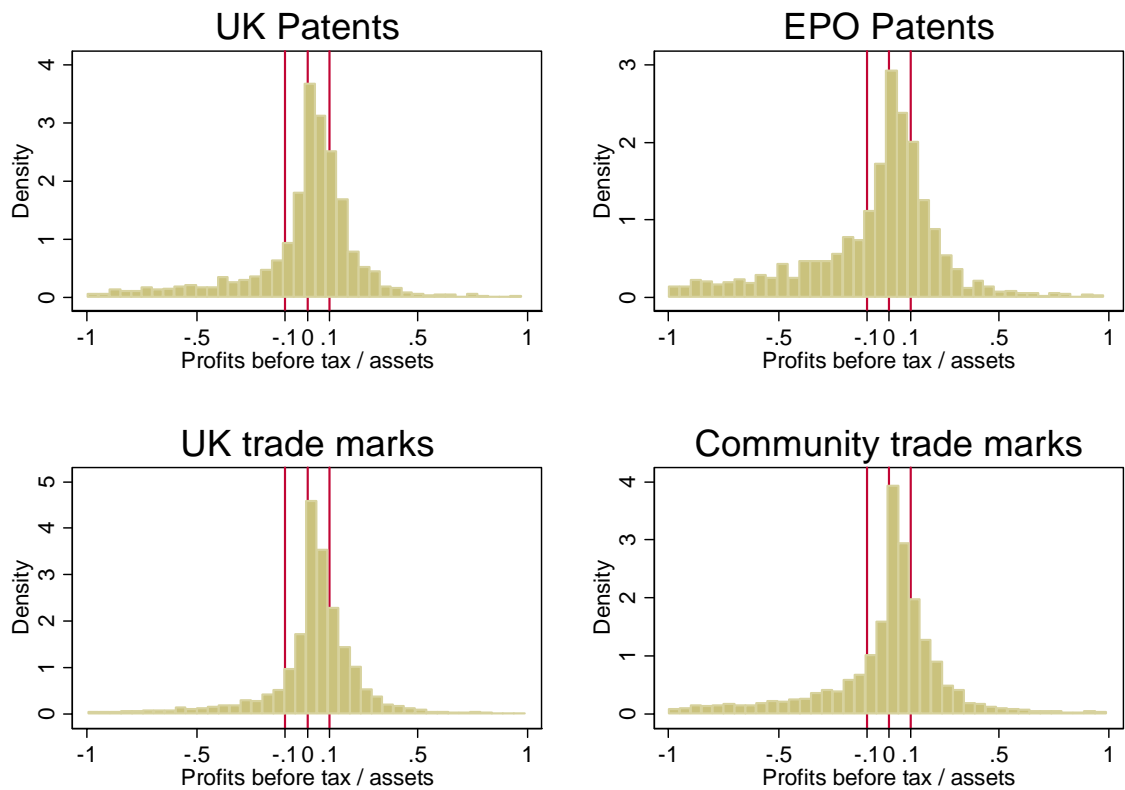 UK Patents
Density
4
3
2
1
0
-1 -.5 -.1 0 .1 .5 1
Profits before tax / assets
EPO Patents
Density
3
2
1
0
-1 -.5 -.1 0 .1 .5 1
Profits before tax / assets
UK trade marks
Density
5
4
3
2
1
0
-1 -.5 -.1 0 .1 .5 1
Profits before tax / assets
Community trade marks
Density
4
3
2
1
0
-1 -.5 -.1 0 .1 .5 1
Profits before tax / assets